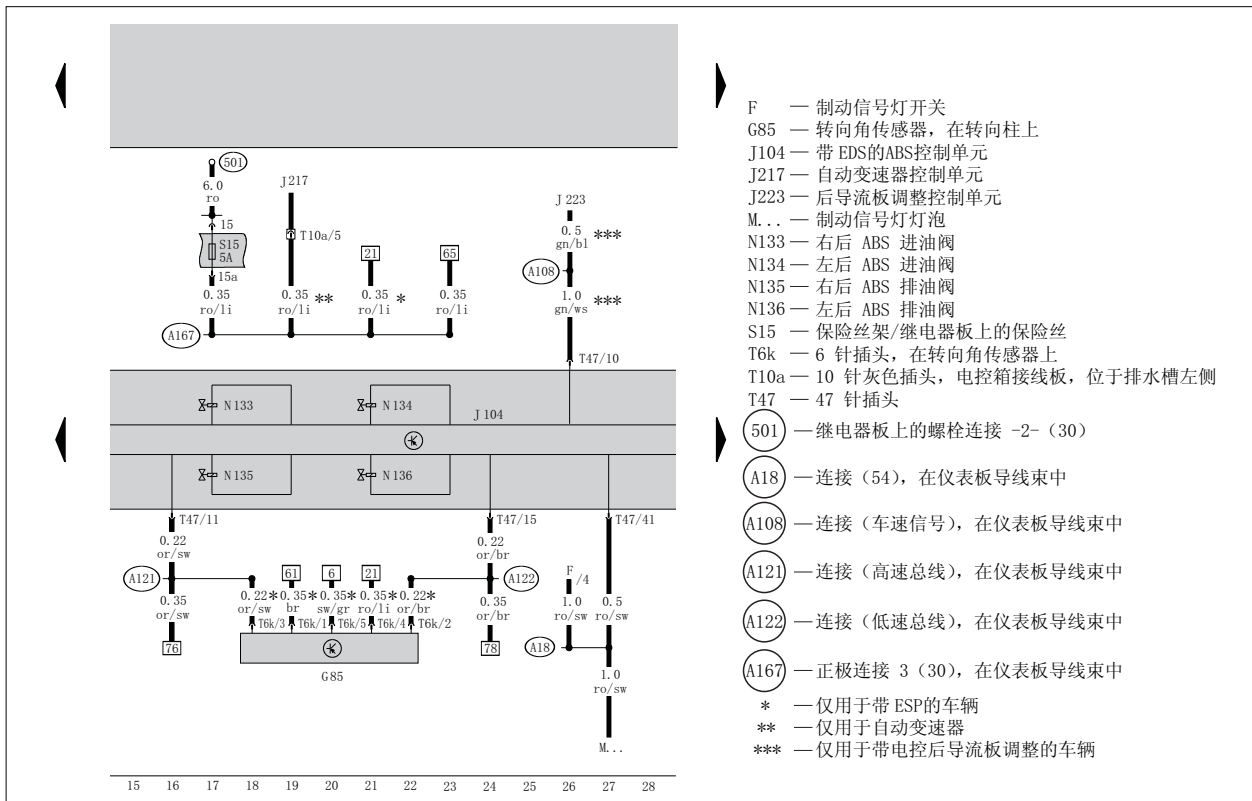 501
6.0
ro
15
S15
5A
15a
0.35
ro/li
A167
J217
T10a/5
0.35
ro/li
**
21
0.35
ro/li
*
65
0.35
ro/li
J 223
0.5
gn/bl
***
A108
1.0
gn/ws
***
T47/10
N133
N134
J 104
N135
N136
T47/11
T47/15
T47/41
0.22
or/sw
A121
0.35
or/sw
76
0.22
or/br
A122
0.35
or/br
78
61
6
21
0.22*
or/sw
0.35*
br
0.35*
sw/gr
0.35*
ro/li
0.22*
or/br
T6k/3
T6k/1
T6k/5
T6k/4
T6k/2
G85
F
/4
1.0
ro/sw
A18
0.5
ro/sw
1.0
ro/sw
M...
15 16 17 18 19 20 21 22 23 24 25 26 27 28
F — 制动信号灯开关
G85 — 转向角传感器，在转向柱上
J104 — 带 EDS的ABS控制单元
J217 — 自动变速器控制单元
J223 — 后导流板调整控制单元
M... — 制动信号灯灯泡
N133 — 右后 ABS 进油阀
N134 — 左后 ABS 进油阀
N135 — 右后 ABS 排油阀
N136 — 左后 ABS 排油阀
S15 — 保险丝架/继电器板上的保险丝
T6k — 6 针插头，在转向角传感器上
T10a — 10 针灰色插头，电控箱接线板，位于排水槽左侧
T47 — 47 针插头
501 —继电器板上的螺栓连接 -2-（30）
A18 —连接（54），在仪表板导线束中
A108 —连接（车速信号），在仪表板导线束中
A121 —连接（高速总线），在仪表板导线束中
A122 —连接（低速总线），在仪表板导线束中
A167 —正极连接 3（30），在仪表板导线束中
* —仅用于带 ESP的车辆
** —仅用于自动变速器
*** —仅用于带电控后导流板调整的车辆